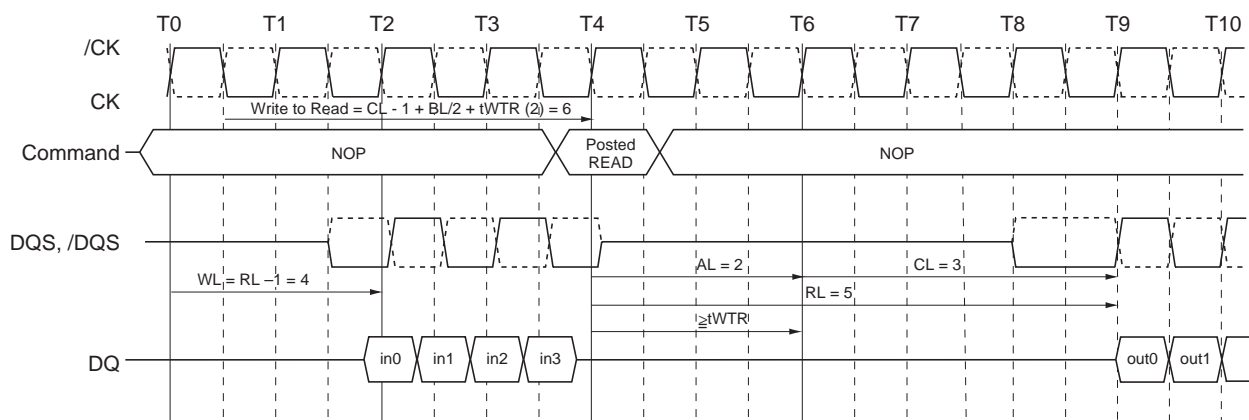 T0 T1 T2 T3 T4 T5 T6 T7 T8 T9 T10
/CK
CK
Write to Read = CL - 1 + BL/2 + tWTR (2) = 6
Command
NOP
Posted
READ
NOP
DQS, /DQS
AL = 2
CL = 3
WL = RL –1 = 4
RL = 5
≧tWTR
DQ
in0 in1 in2 in3
out0 out1